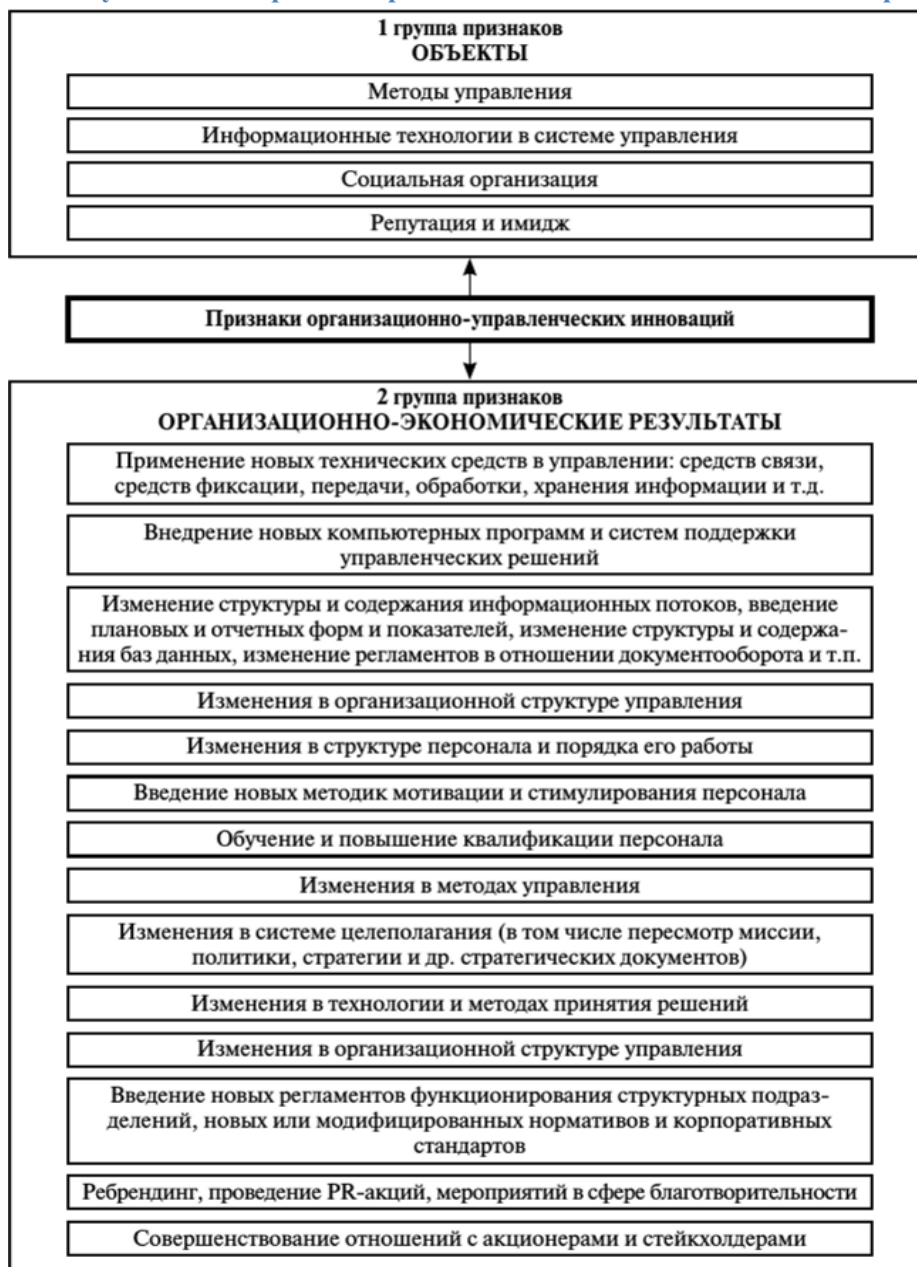 1 группа признаков
ОБЪЕКТЫ
Методы управления
Информационные технологии в системе управления
Социальная организация
Репутация и имидж
Признаки организационно-управленческих инноваций
2 группа признаков
ОРГАНИЗАЦИОННО-ЭКОНОМИЧЕСКИЕ РЕЗУЛЬТАТЫ
Применение новых технических средств в управлении: средств связи,
средств фиксации, передачи, обработки, хранения информации и т.д.
Внедрение новых компьютерных программ и систем поддержки
управленческих решений
Изменение структуры и содержания информационных потоков, введение
плановых и отчетных форм и показателей, изменение структуры и содержа-
ния баз данных, изменение регламентов в отношении документооборота и т.п.
Изменения в организационной структуре управления
Изменения в структуре персонала и порядка его работы
Введение новых методик мотивации и стимулирования персонала
Обучение и повышение квалификации персонала
Изменения в методах управления
Изменения в системе целеполагания (в том числе пересмотр миссии,
политики, стратегии и др. стратегических документов)
Изменения в технологии и методах принятия решений
Изменения в организационной структуре управления
Введение новых регламентов функционирования структурных подраз-
делений, новых или модифицированных нормативов и корпоративных
стандартов
Ребрендинг, проведение PR-акций, мероприятий в сфере благотворительности
Совершенствование отношений с акционерами и стейкхолдерами